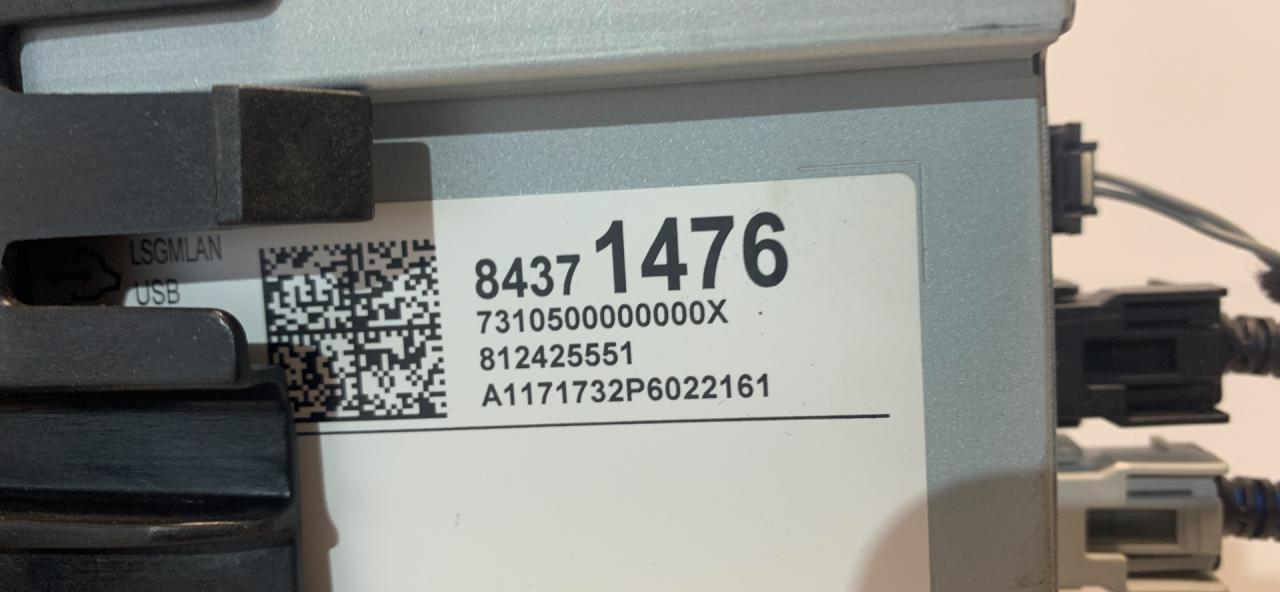 LSGMLAN
USB
8437 1476
7310500000000X
812425551
A1171732P6022161